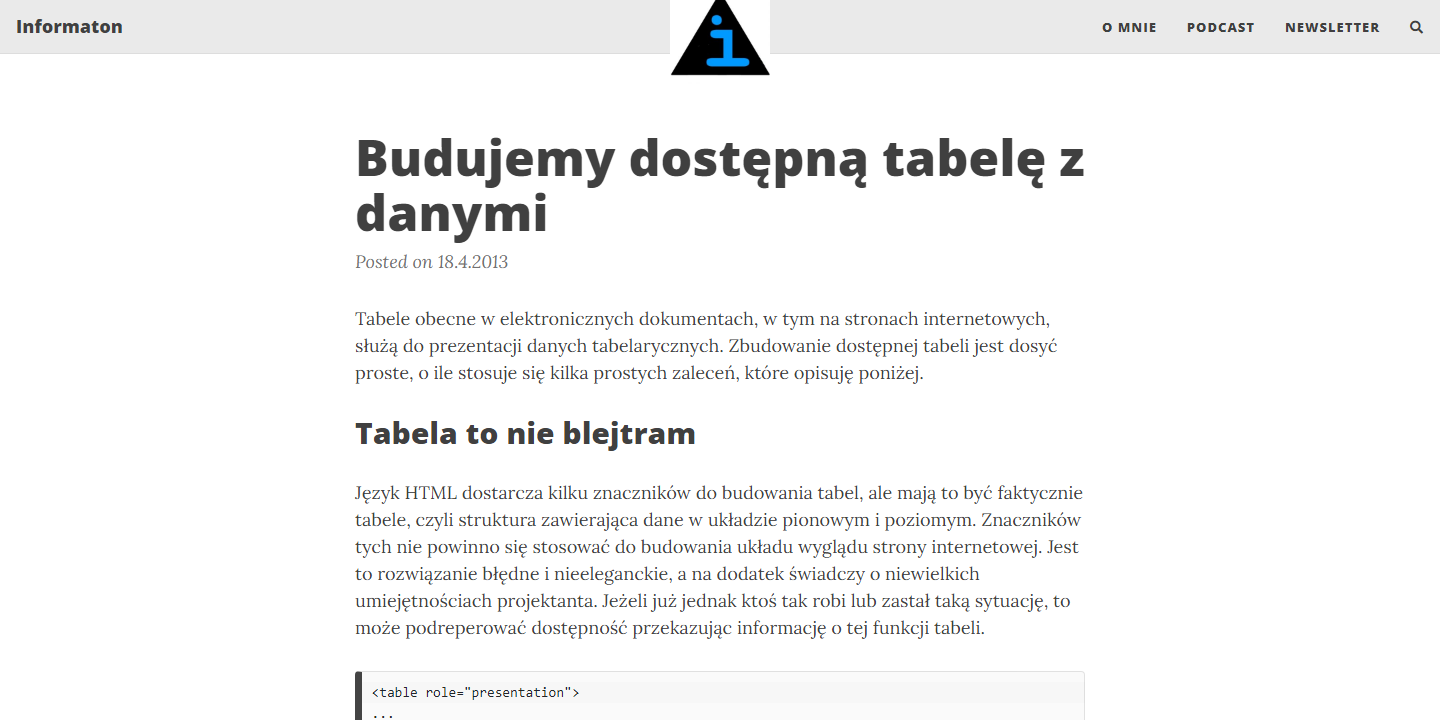 Informaton
i
O MNIE
PODCAST
NEWSLETTER
Budujemy dostępną tabelę z
danymi
Posted on 18.4.2013
Tabele obecne w elektronicznych dokumentach, w tym na stronach internetowych,
służą do prezentacji danych tabelarycznych. Zbudowanie dostępnej tabeli jest dosyć
proste, o ile stosuje się kilka prostych zaleceń, które opisuję poniżej.
Tabela to nie blejtram
Język HTML dostarcza kilku znaczników do budowania tabel, ale mają to być faktycznie
tabele, czyli struktura zawierająca dane w układzie pionowym i poziomym. Znaczników
tych nie powinno się stosować do budowania układu wyglądu strony internetowej. Jest
to rozwiązanie błędne i nieeleganckie, a na dodatek świadczy o niewielkich
umiejętnościach projektanta. Jeżeli już jednak ktoś tak robi lub zastał taką sytuację, to
może podreperować dostępność przekazując informację o tej funkcji tabeli.
<table role="presentation">
...